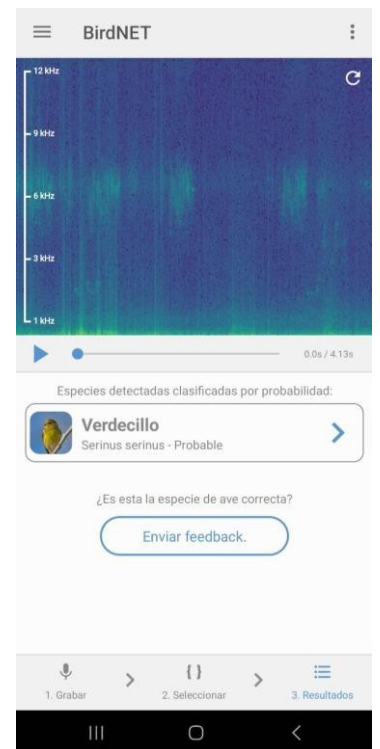 BirdNET
12 kHz
9 kHz
6 kHz
3 kHz
1 kHz
0.0s / 4.13s
Especies detectadas clasificadas por probabilidad:
Verdecillo
Serinus serinus - Probable
¿Es esta la especie de ave correcta?
Enviar feedback.
1. Grabar
2. Seleccionar
3. Resultados